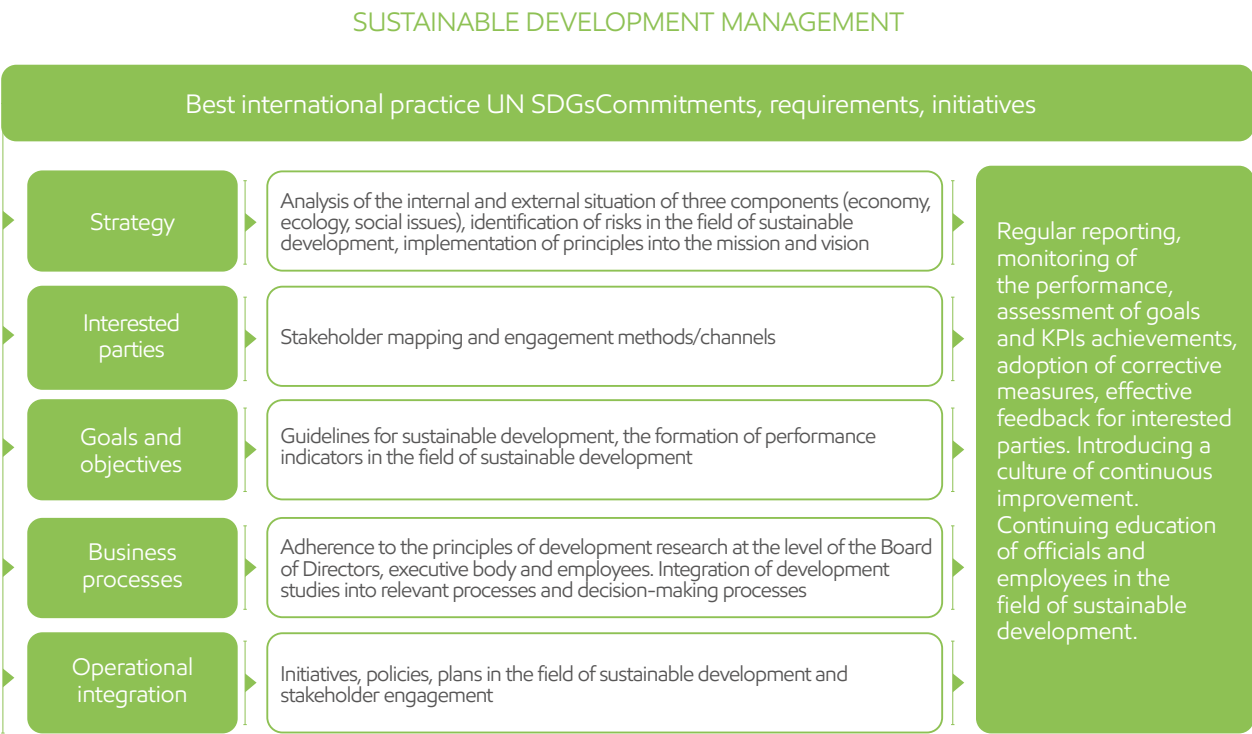 SUSTAINABLE DEVELOPMENT MANAGEMENT
Best international practice UN SDGsCommitments, requirements, initiatives
Strategy
Analysis of the internal and external situation of three components (economy,
ecology, social issues), identification of risks in the field of sustainable
development, implementation of principles into the mission and vision
Interested
parties
Stakeholder mapping and engagement methods/channels
Goals and
objectives
Guidelines for sustainable development, the formation of performance
indicators in the field of sustainable development
Business
processes
Adherence to the principles of development research at the level of the Board
of Directors, executive body and employees. Integration of development
studies into relevant processes and decision-making processes
Operational
integration
Initiatives, policies, plans in the field of sustainable development and
stakeholder engagement
Regular reporting,
monitoring of
the performance,
assessment of goals
and KPIs achievements,
adoption of corrective
measures, effective
feedback for interested
parties. Introducing a
culture of continuous
improvement.
Continuing education
of officials and
employees in the
field of sustainable
development.